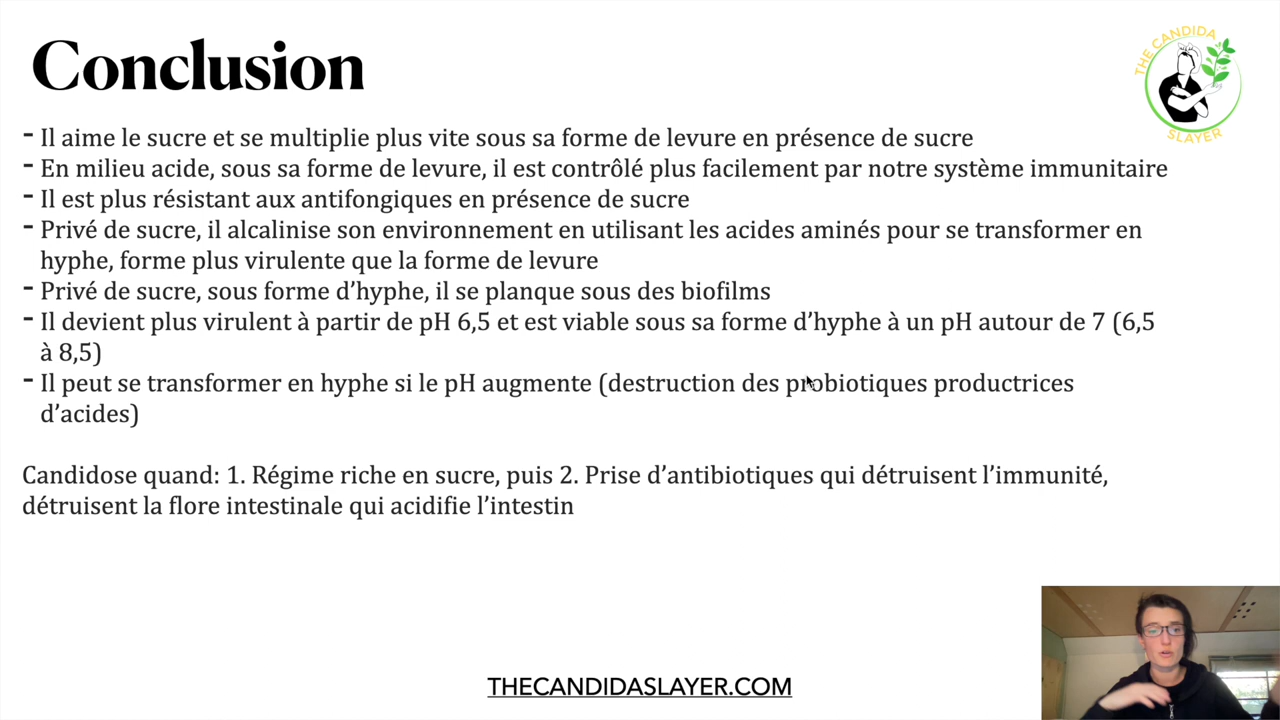 Conclusion
THE CANDIDA
SLAYER
- Il aime le sucre et se multiplie plus vite sous sa forme de levure en présence de sucre
- En milieu acide, sous sa forme de levure, il est contrôlé plus facilement par notre système immunitaire
- Il est plus résistant aux antifongiques en présence de sucre
- Privé de sucre, il alcalinise son environnement en utilisant les acides aminés pour se transformer en
hyphe, forme plus virulente que la forme de levure
- Privé de sucre, sous forme d’hyphe, il se planque sous des biofilms
- Il devient plus virulent à partir de pH 6,5 et est viable sous sa forme d’hyphe à un pH autour de 7 (6,5
à 8,5)
- Il peut se transformer en hyphe si le pH augmente (destruction des probiotiques productrices
d’acides)
Candidose quand: 1. Régime riche en sucre, puis 2. Prise d’antibiotiques qui détruisent l’immunité,
détruisent la flore intestinale qui acidifie l’intestin
THECANDIDASLAYER.COM